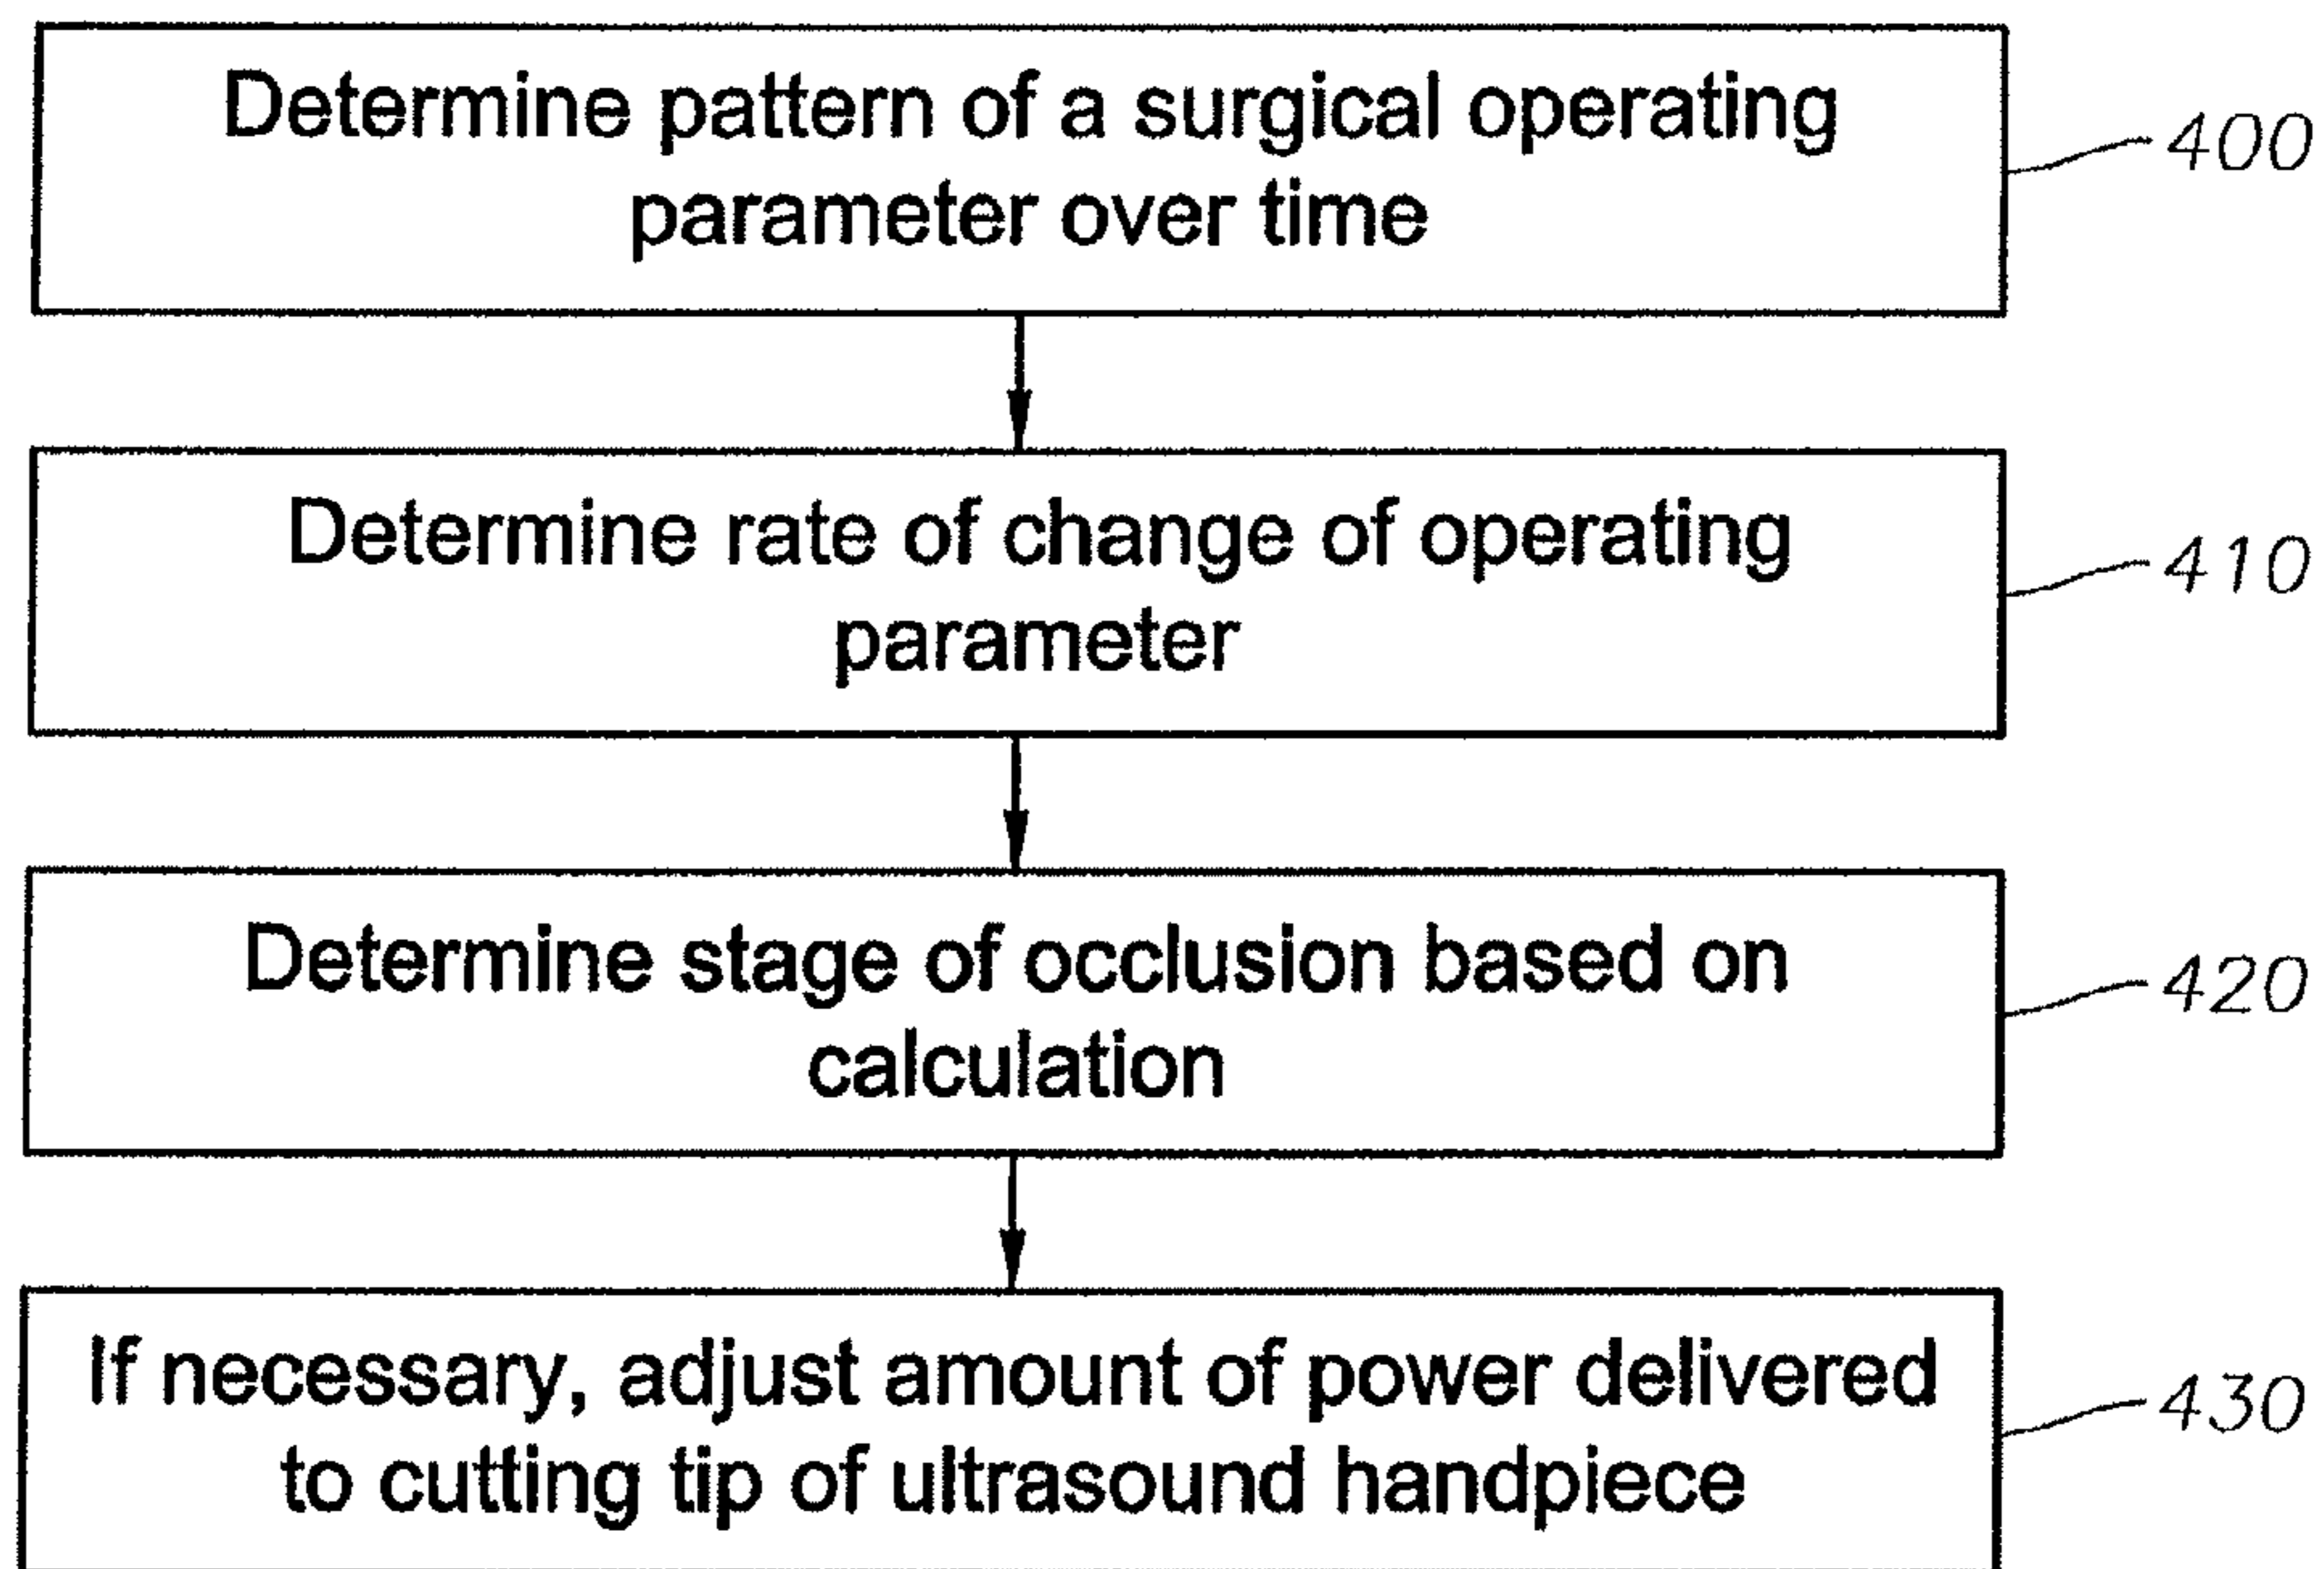 Determine pattern of a surgical operating
parameter over time
400
Determine rate of change of operating
parameter
410
Determine stage of occlusion based on
calculation
420
If necessary, adjust amount of power delivered
to cutting tip of ultrasound handpiece
430